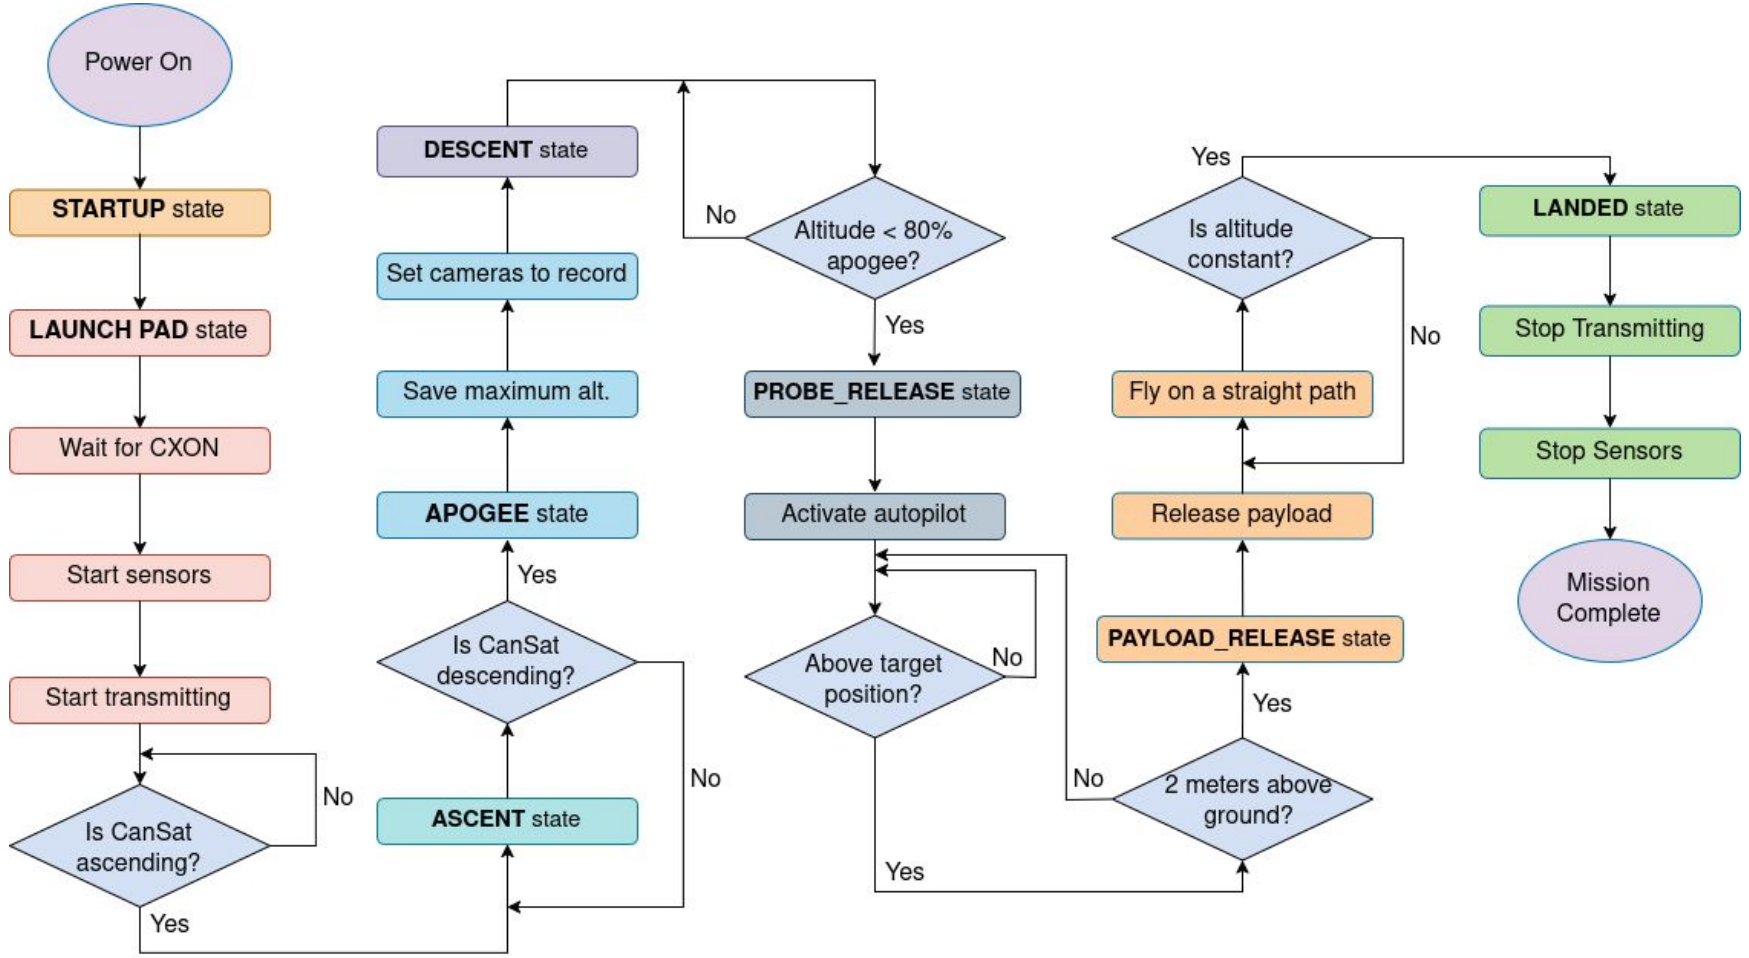 Power On
STARTUP state
LAUNCH PAD state
Wait for CXON
Start sensors
Start transmitting
Is CanSat
ascending?
No
Yes
ASCENT state
Is CanSat
descending?
No
Yes
APOGEE state
Save maximum alt.
Set cameras to record
DESCENT state
Altitude < 80%
apogee?
No
Yes
PROBE_RELEASE state
Activate autopilot
Above target
position?
No
Yes
2 meters above
ground?
No
Yes
PAYLOAD_RELEASE state
Release payload
Fly on a straight path
Is altitude
constant?
No
Yes
LANDED state
Stop Transmitting
Stop Sensors
Mission
Complete